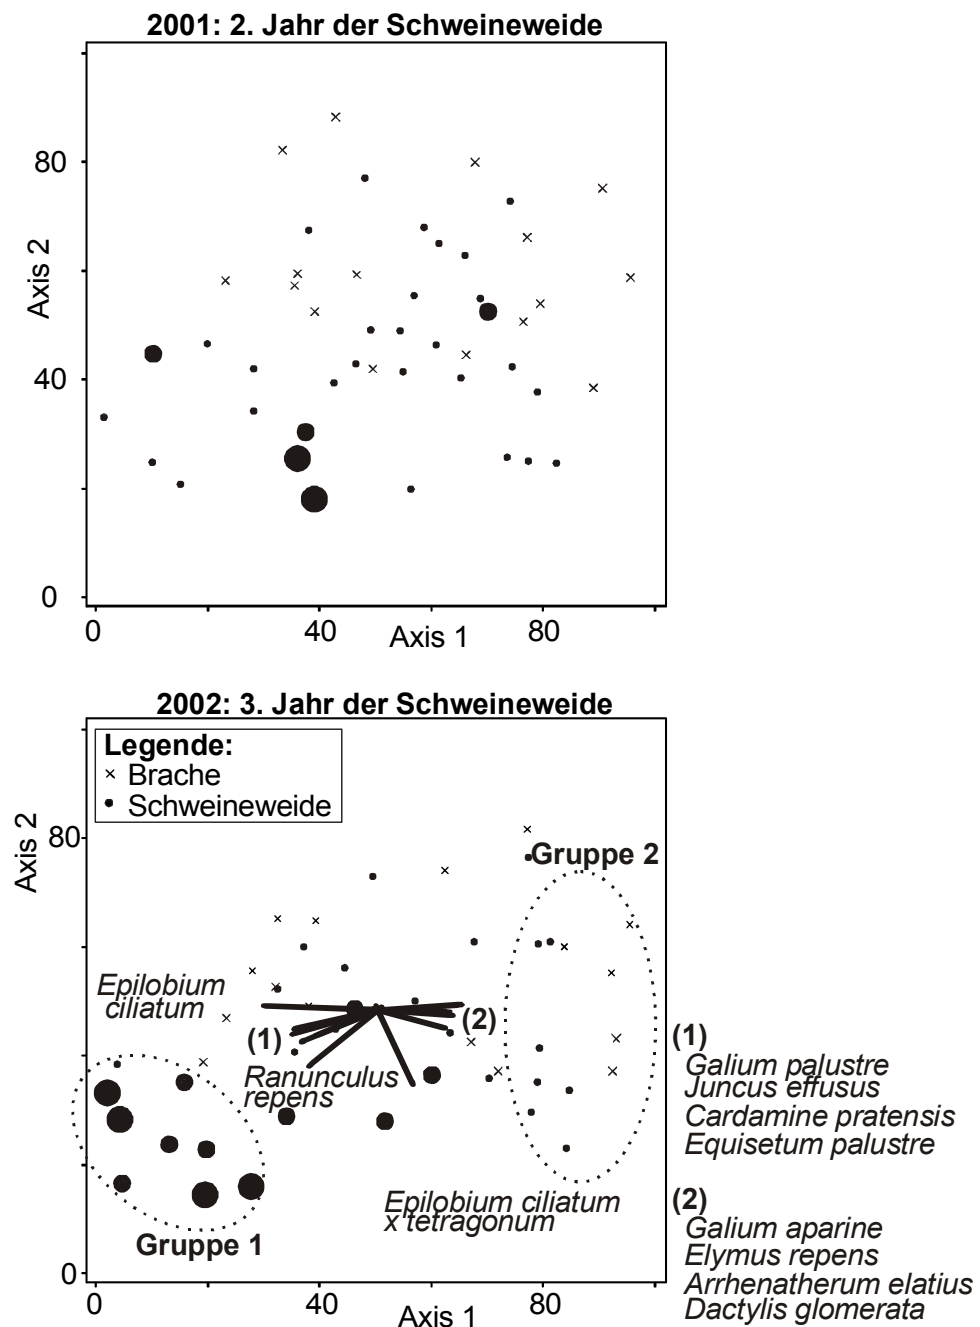 2001: 2. Jahr der Schweineweide
Axis 2
80
40
0
0
40
80
Axis 1
2002: 3. Jahr der Schweineweide
Legende:
× Brache
• Schweineweide
Axis 2
80
Gruppe 2
Epilobium
ciliatum
(1)
(2)
Ranunculus
repens
Epilobium ciliatum
x tetragonum
Gruppe 1
0
0
40
80
Axis 1
(1)
Galium palustre
Juncus effusus
Cardamine pratensis
Equisetum palustre
(2)
Galium aparine
Elymus repens
Arrhenatherum elatius
Dactylis glomerata